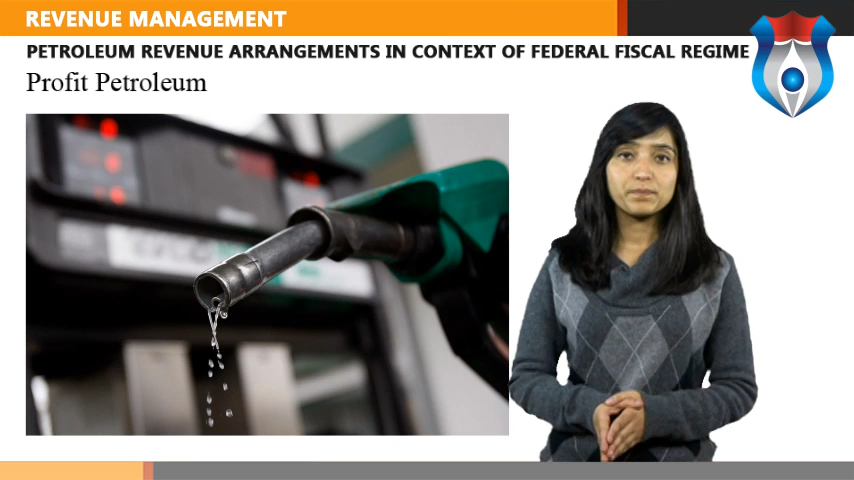 REVENUE MANAGEMENT
PETROLEUM REVENUE ARRANGEMENTS IN CONTEXT OF FEDERAL FISCAL REGIME
Profit Petroleum